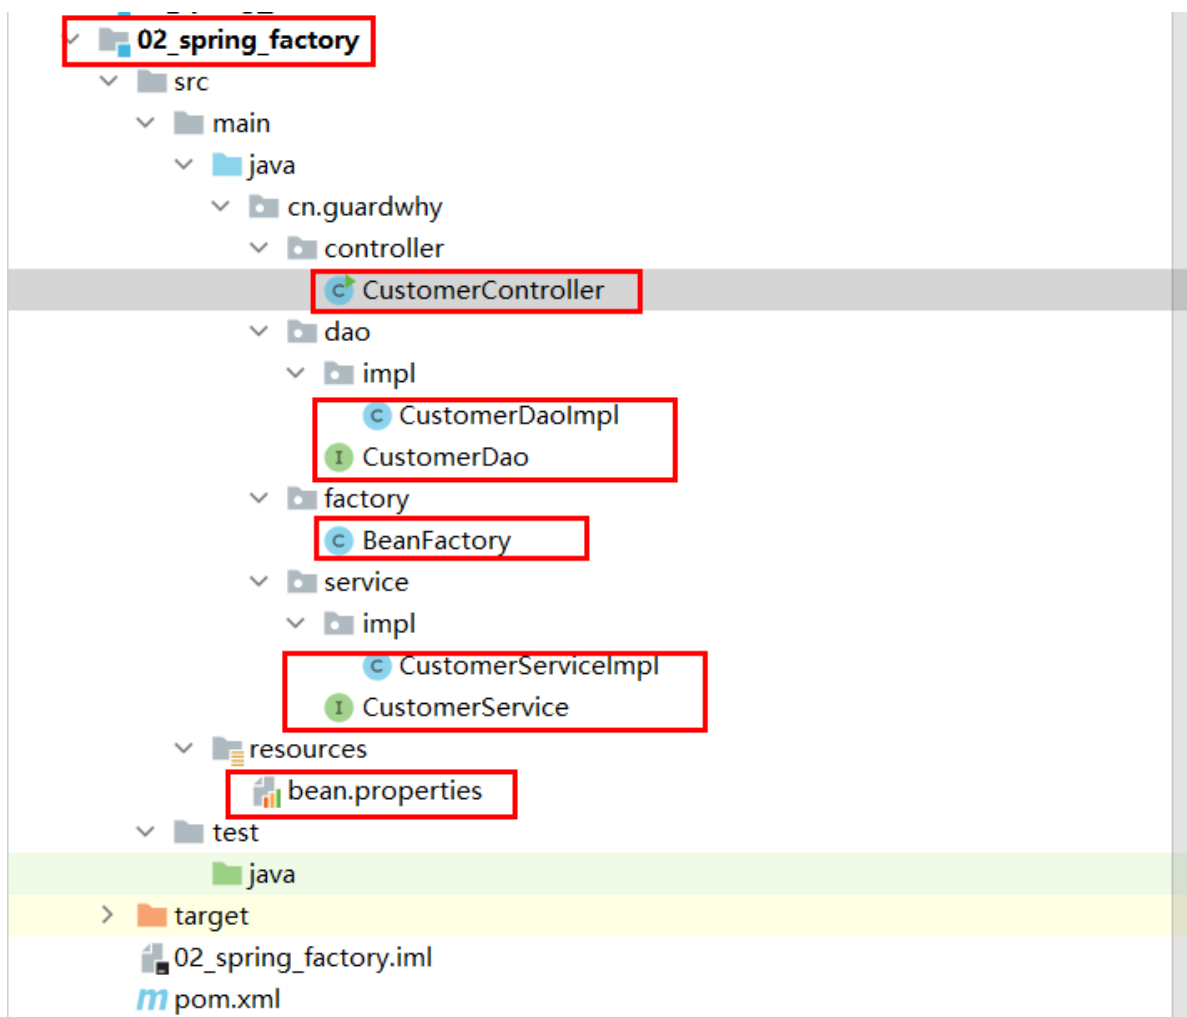 02_spring_factory
src
main
java
cn.guardwhy
controller
CustomerController
dao
impl
CustomerDaoImpl
CustomerDao
factory
BeanFactory
service
impl
CustomerServiceImpl
CustomerService
resources
bean.properties
test
java
target
02_spring_factory.iml
pom.xml